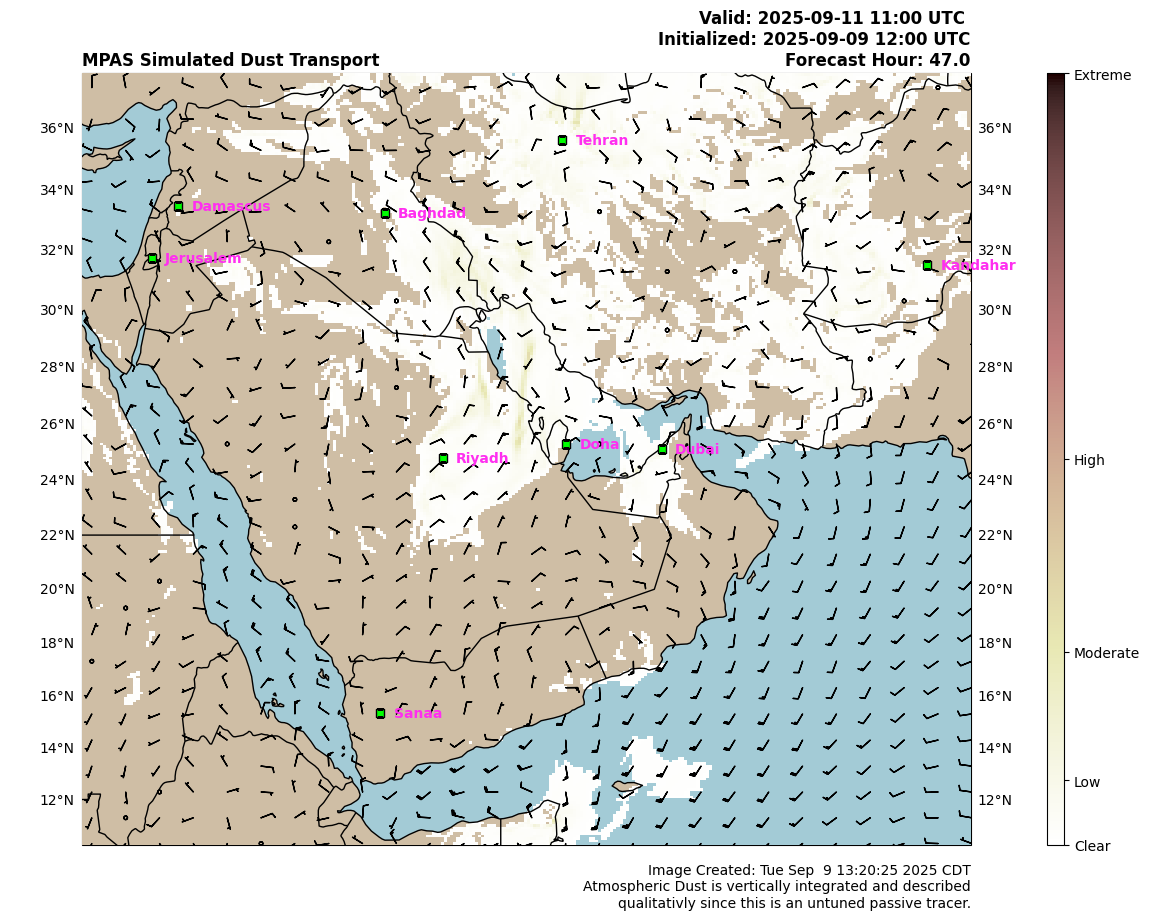 Valid: 2025-09-11 11:00 UTC
Initialized: 2025-09-09 12:00 UTC
MPAS Simulated Dust Transport
Forecast Hour: 47.0
36°N
34°N
32°N
30°N
28°N
26°N
24°N
22°N
20°N
18°N
16°N
14°N
12°N
Tehran
Damascus
Baghdad
Jerusalem
Kandahar
Doha
Dubai
Riyadh
Sanaa
36°N
34°N
32°N
30°N
28°N
26°N
24°N
22°N
20°N
18°N
16°N
14°N
12°N
Extreme
High
Moderate
Low
Clear
Image Created: Tue Sep  9 13:20:25 2025 CDT
Atmospheric Dust is vertically integrated and described
qualitativly since this is an untuned passive tracer.